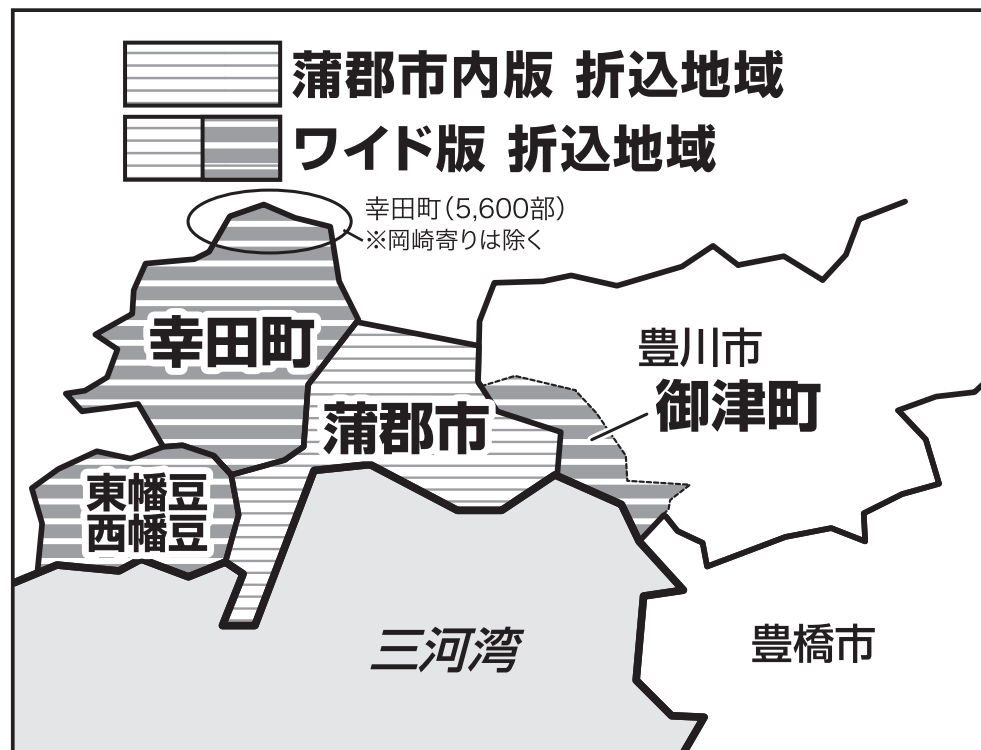 蒲郡市内版 折込地域
ワイド版 折込地域
幸田町（5,600部）
※岡崎寄りは除く
幸田町
豊川市
御津町
蒲郡市
東幡豆
西幡豆
三河湾
豊橋市